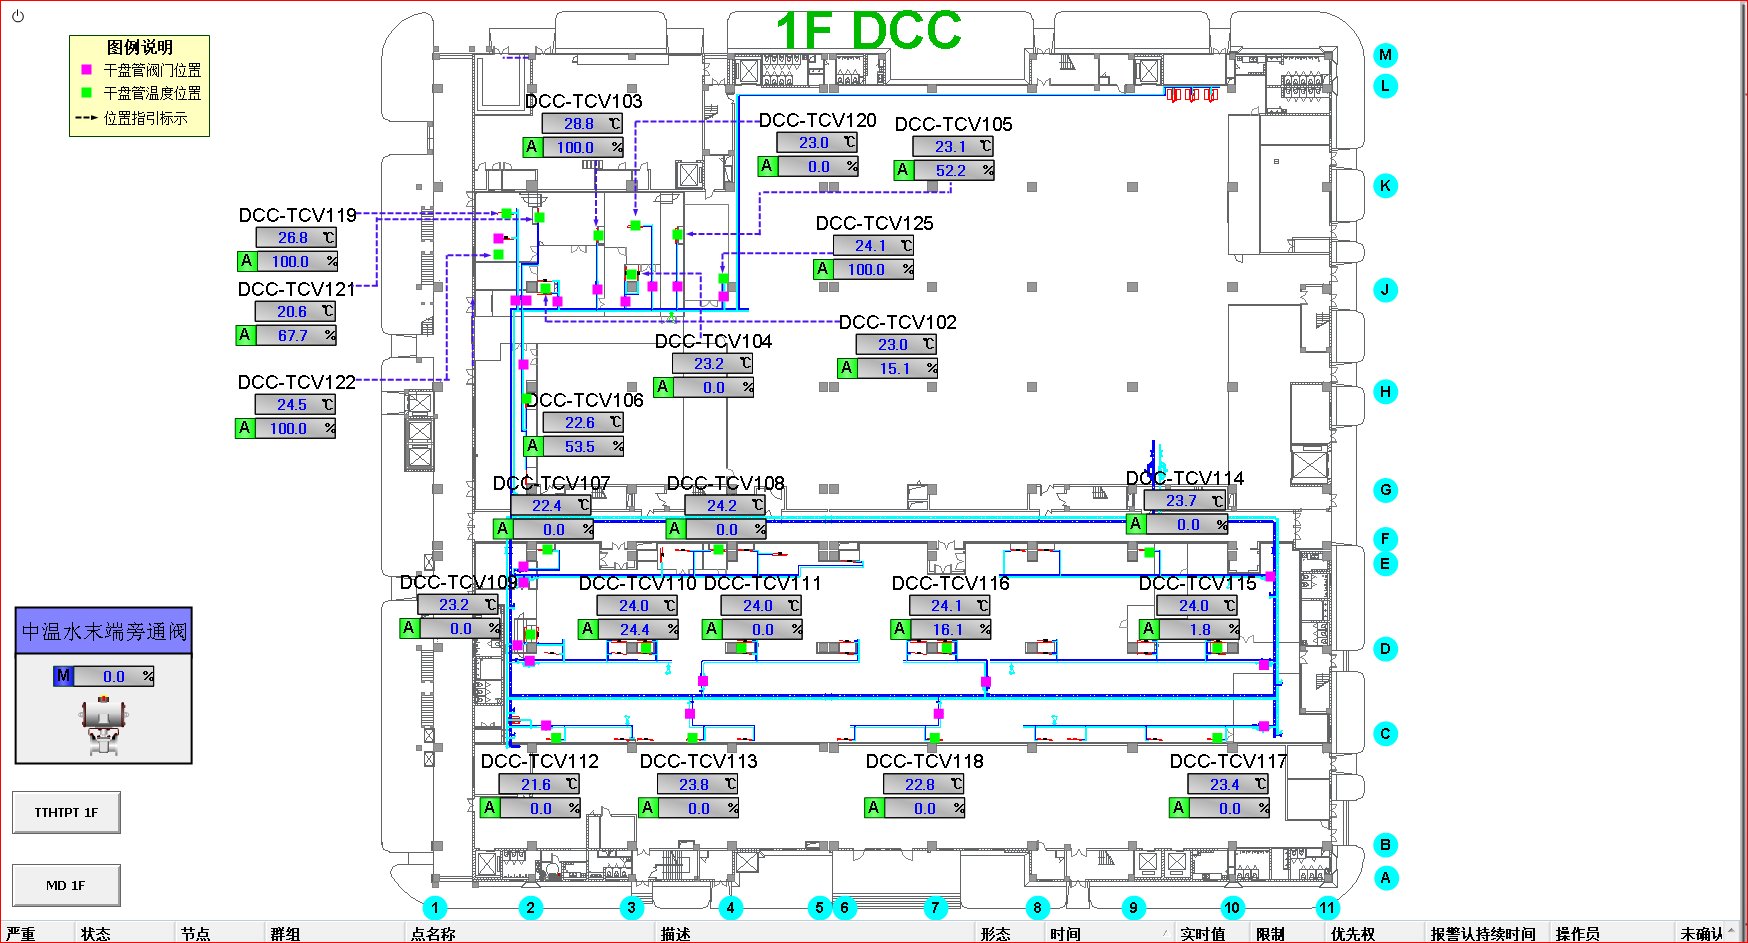 1F DCC
图例说明
干盘管阀门位置
干盘管温度位置
位置指引标示
DCC-TCV103
28.8 ℃
A 100.0 %
DCC-TCV120
23.0 ℃
A 0.0 %
DCC-TCV105
23.1 ℃
A 52.2 %
DCC-TCV119
26.8 ℃
A 100.0 %
DCC-TCV125
24.1 ℃
A 100.0 %
DCC-TCV121
20.6 ℃
A 67.7 %
DCC-TCV102
23.0 ℃
A 15.1 %
DCC-TCV104
23.2 ℃
A 0.0 %
DCC-TCV122
24.5 ℃
A 100.0 %
DCC-TCV106
22.6 ℃
A 53.5 %
DCC-TCV107
22.4 ℃
A 0.0 %
DCC-TCV108
24.2 ℃
A 0.0 %
DCC-TCV114
23.7 ℃
A 0.0 %
DCC-TCV109
23.2 ℃
A 0.0 %
DCC-TCV110
24.0 ℃
A 24.4 %
DCC-TCV111
24.0 ℃
A 0.0 %
DCC-TCV116
24.1 ℃
A 16.1 %
DCC-TCV115
24.0 ℃
A 1.8 %
中温水末端旁通阀
M 0.0 %
DCC-TCV112
21.6 ℃
A 0.0 %
DCC-TCV113
23.8 ℃
A 0.0 %
DCC-TCV118
22.8 ℃
A 0.0 %
DCC-TCV117
23.4 ℃
A 0.0 %
TTHTPT 1F
MD 1F
M
L
K
J
H
G
F
E
D
C
B
A
1 2 3 4 5 6 7 8 9 10 11
严重 状态 节点 群组 点名称 描述 形态 时间 实时值 限制 优先权 报警认持续时间 操作员 未确认